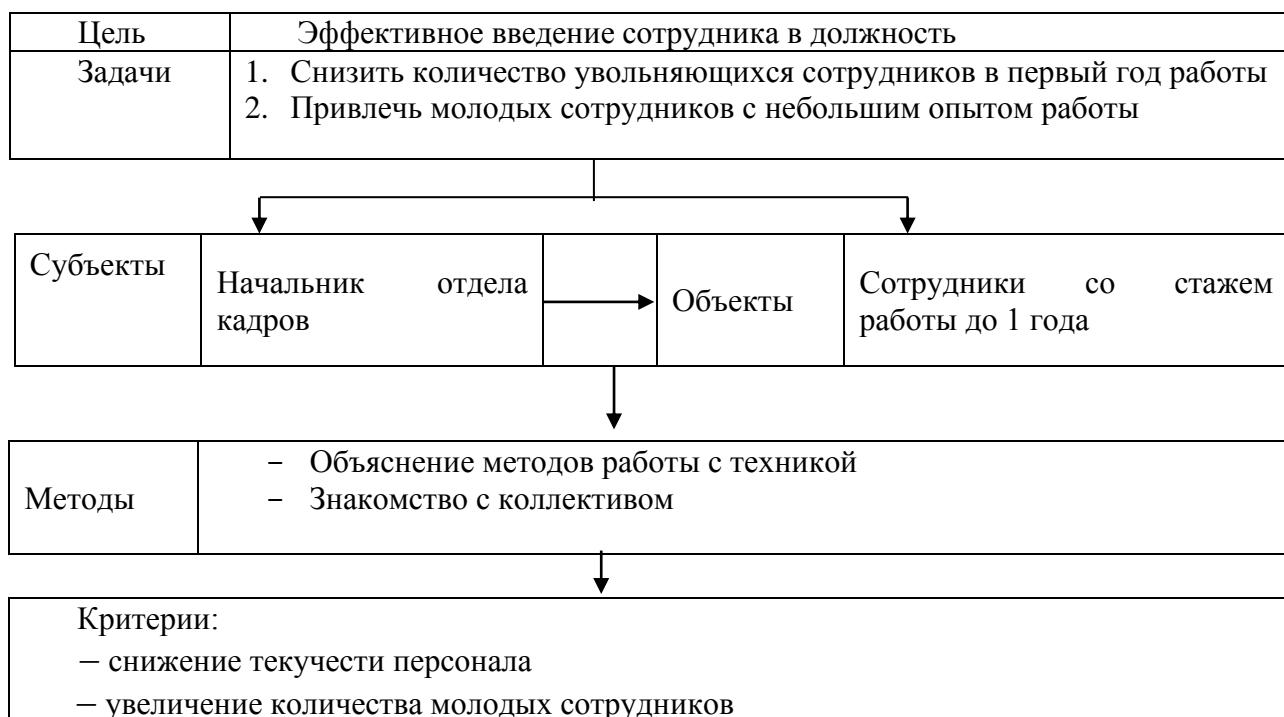 Цель Эффективное введение сотрудника в должность
Задачи 1. Снизить количество увольняющихся сотрудников в первый год работы
2. Привлечь молодых сотрудников с небольшим опытом работы
Субъекты
Начальник отдела
кадров
Объекты
Сотрудники со стажем
работы до 1 года
Методы
- Объяснение методов работы с техникой
- Знакомство с коллективом
Критерии:
– снижение текучести персонала
– увеличение количества молодых сотрудников